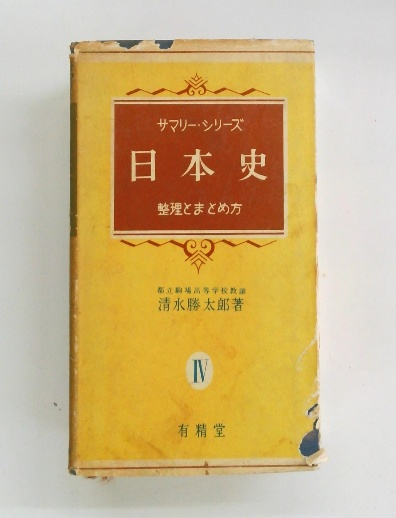 サマリー・シリーズ
日本史
整理とまとめ方
都立駒場高等学校教諭
清水勝太郎著
IV
有精堂